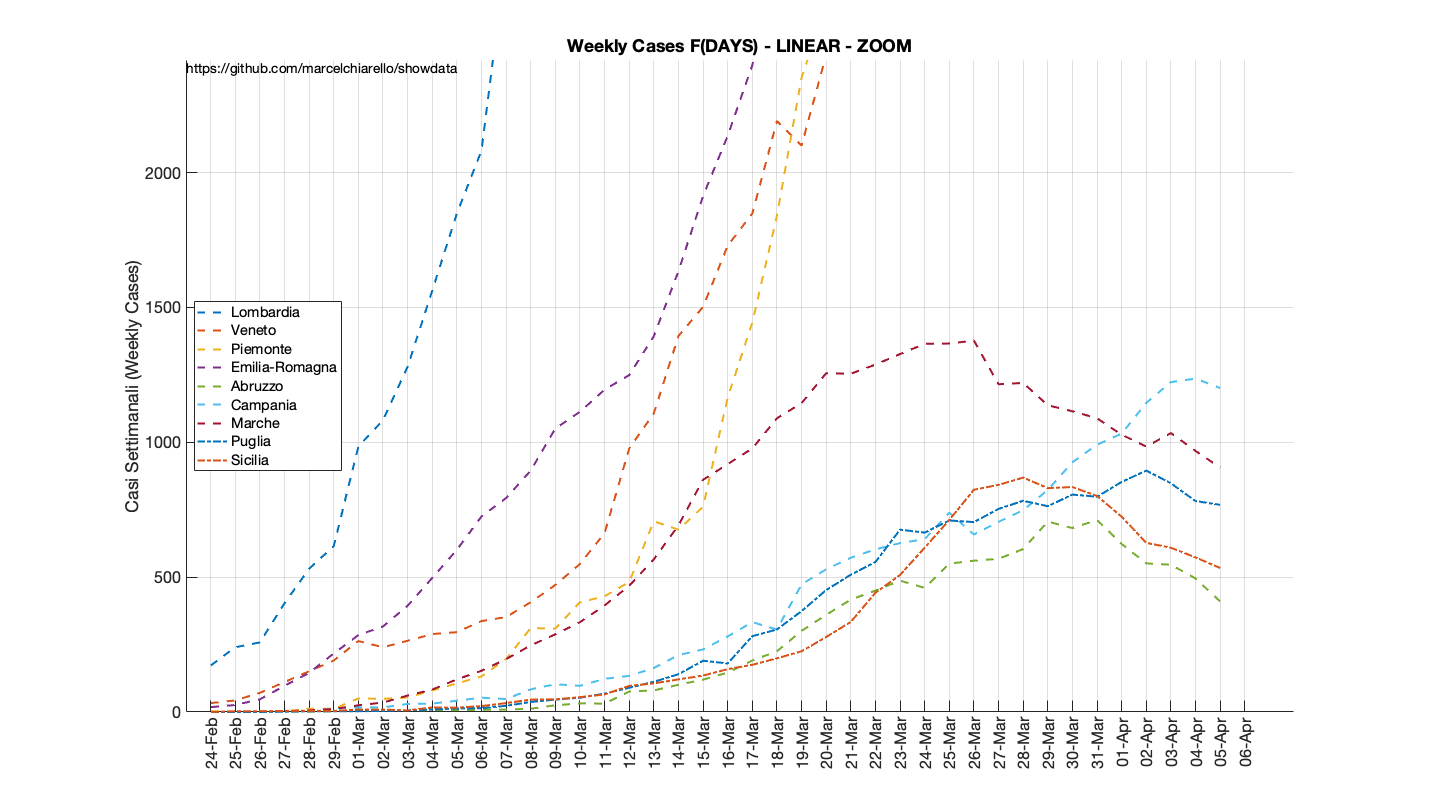 Weekly Cases F(DAYS) - LINEAR - ZOOM
https://github.com/marcelchiarello/showdata
Casi Settimanali (Weekly Cases)
2000
1500
1000
500
0
Lombardia
Veneto
Piemonte
Emilia-Romagna
Abruzzo
Campania
Marche
Puglia
Sicilia
24-Feb
25-Feb
26-Feb
27-Feb
28-Feb
29-Feb
01-Mar
02-Mar
03-Mar
04-Mar
05-Mar
06-Mar
07-Mar
08-Mar
09-Mar
10-Mar
11-Mar
12-Mar
13-Mar
14-Mar
15-Mar
16-Mar
17-Mar
18-Mar
19-Mar
20-Mar
21-Mar
22-Mar
23-Mar
24-Mar
25-Mar
26-Mar
27-Mar
28-Mar
29-Mar
30-Mar
31-Mar
01-Apr
02-Apr
03-Apr
04-Apr
05-Apr
06-Apr